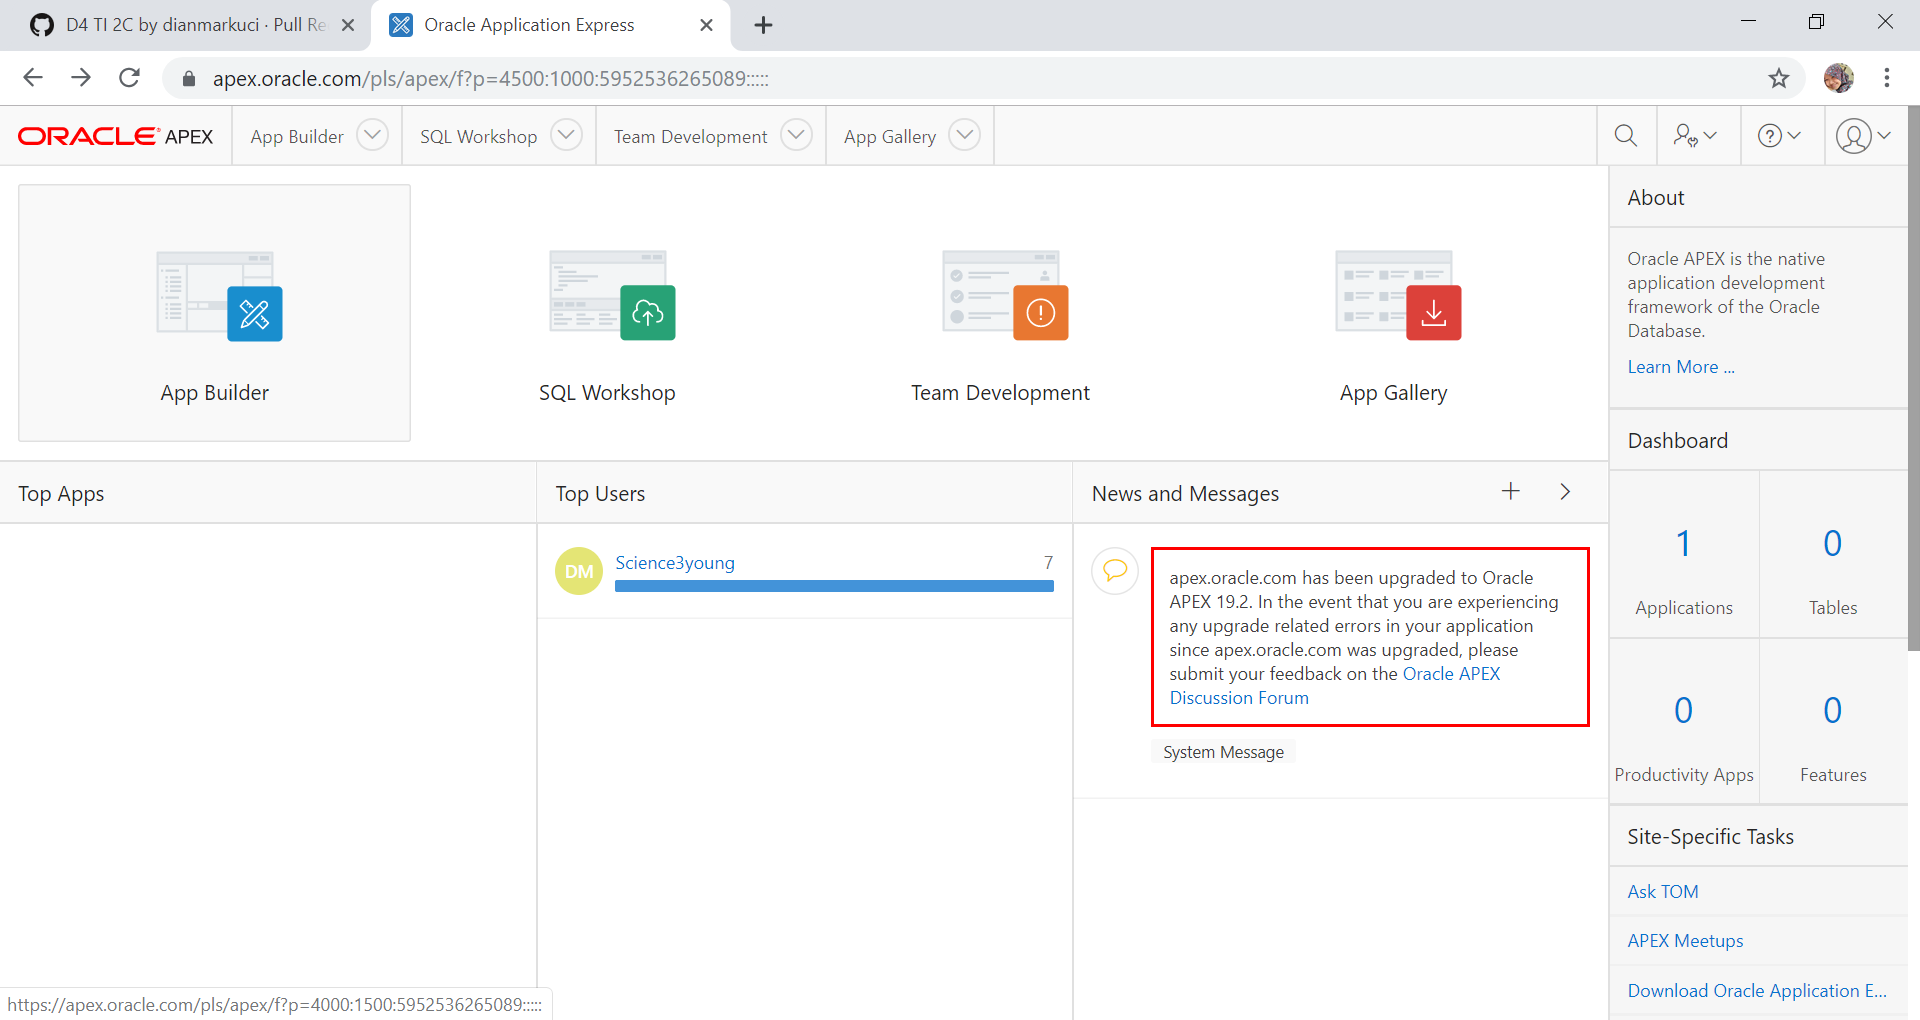 D4 TI 2C by dianmarkuci · Pull Re
Oracle Application Express
apex.oracle.com/pls/apex/f?p=4500:1000:5952536265089:::::
ORACLE APEX
App Builder
SQL Workshop
Team Development
App Gallery
App Builder
SQL Workshop
Team Development
App Gallery
About
Oracle APEX is the native
application development
framework of the Oracle
Database.
Learn More ...
Dashboard
1
Applications
0
Tables
0
Productivity Apps
0
Features
Top Apps
Top Users
DM
Science3young
7
News and Messages
apex.oracle.com has been upgraded to Oracle
APEX 19.2. In the event that you are experiencing
any upgrade related errors in your application
since apex.oracle.com was upgraded, please
submit your feedback on the Oracle APEX
Discussion Forum
System Message
Site-Specific Tasks
Ask TOM
APEX Meetups
Download Oracle Application E...
https://apex.oracle.com/pls/apex/f?p=4000:1500:5952536265089:::::